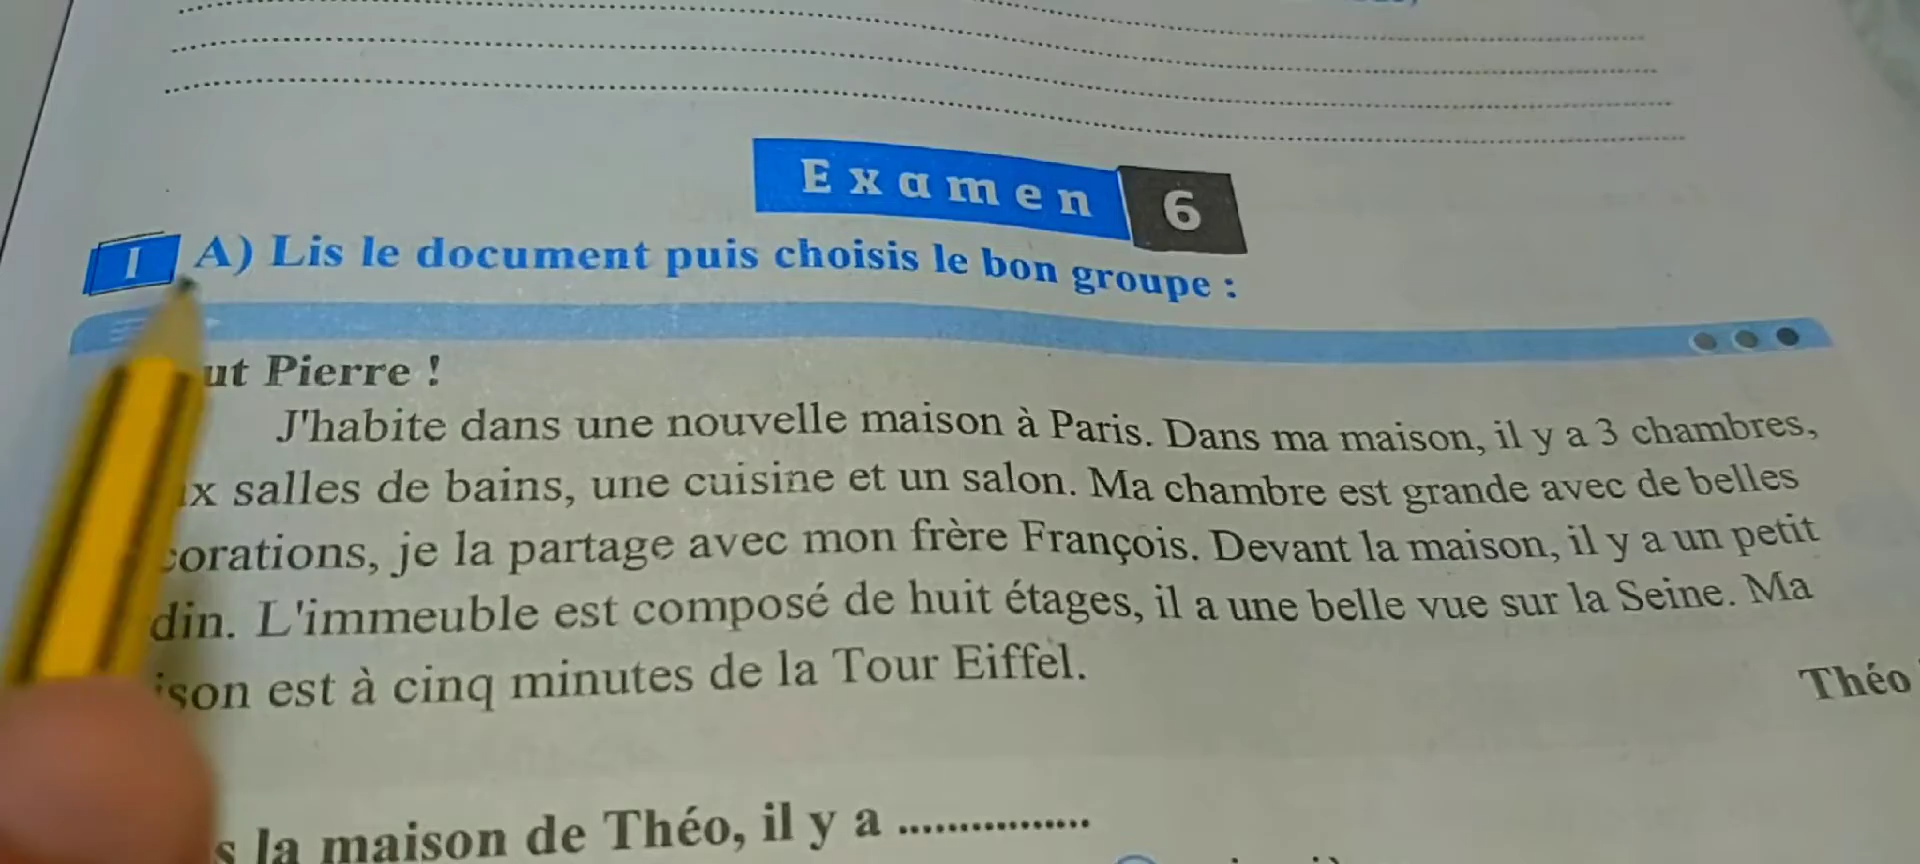 Examen 6
I A) Lis le document puis choisis le bon groupe :
ut Pierre !
J'habite dans une nouvelle maison à Paris. Dans ma maison, il y a 3 chambres,
x salles de bains, une cuisine et un salon. Ma chambre est grande avec de belles
corations, je la partage avec mon frère François. Devant la maison, il y a un petit
din. L'immeuble est composé de huit étages, il a une belle vue sur la Seine. Ma
ison est à cinq minutes de la Tour Eiffel.
Théo
s la maison de Théo, il y a ................